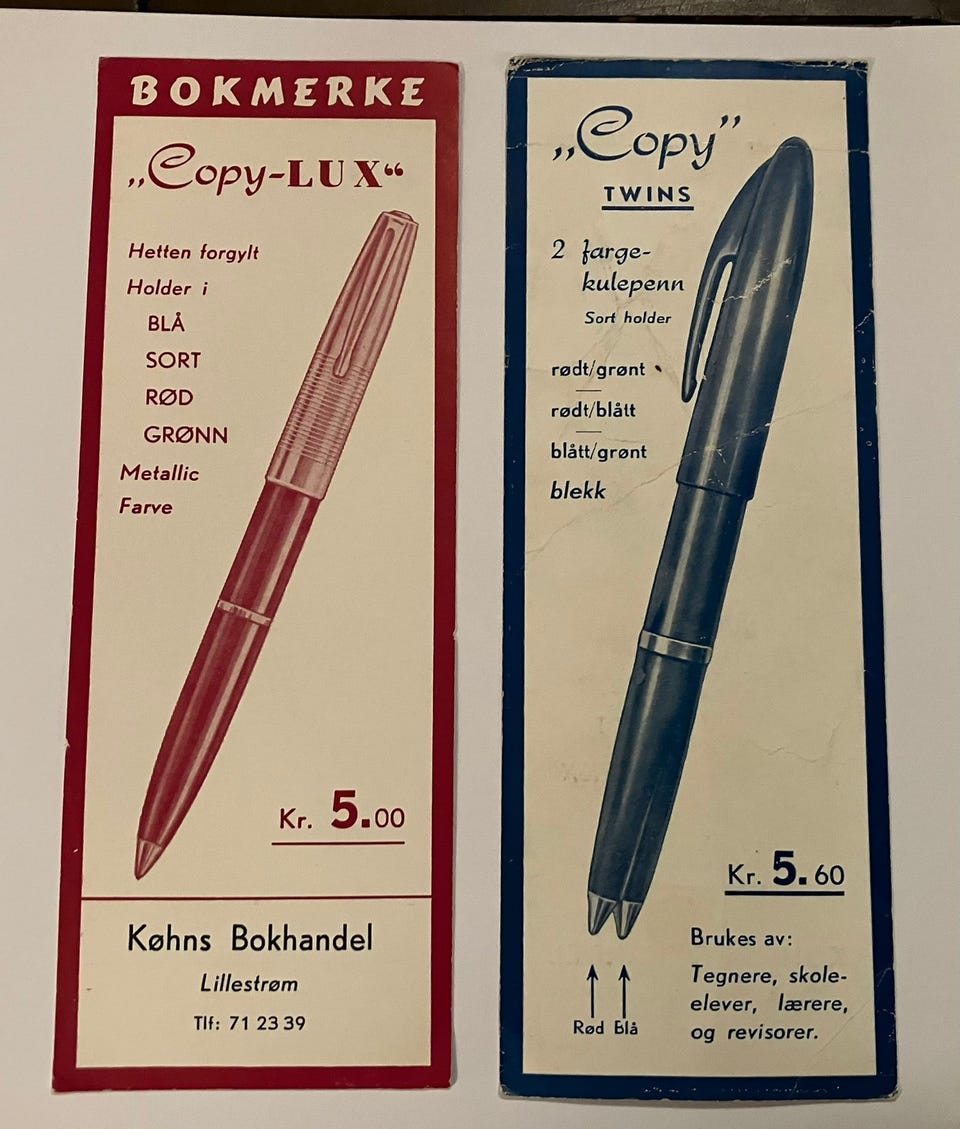 BOKMERKE
„Copy-LUX“
Hetten forgylt
Holder i
BLÅ
SORT
RØD
GRØNN
Metallic
Farve
Kr. 5.00
Køhns Bokhandel
Lillestrøm
Tlf: 71 23 39
„Copy”
TWINS
2 farge-
kulepenn
Sort holder
rødt/grønt
rødt/blått
blått/grønt
blekk
Kr. 5.60
Brukes av:
Tegnere, skole-
elever, lærere,
og revisorer.
Rød Blå